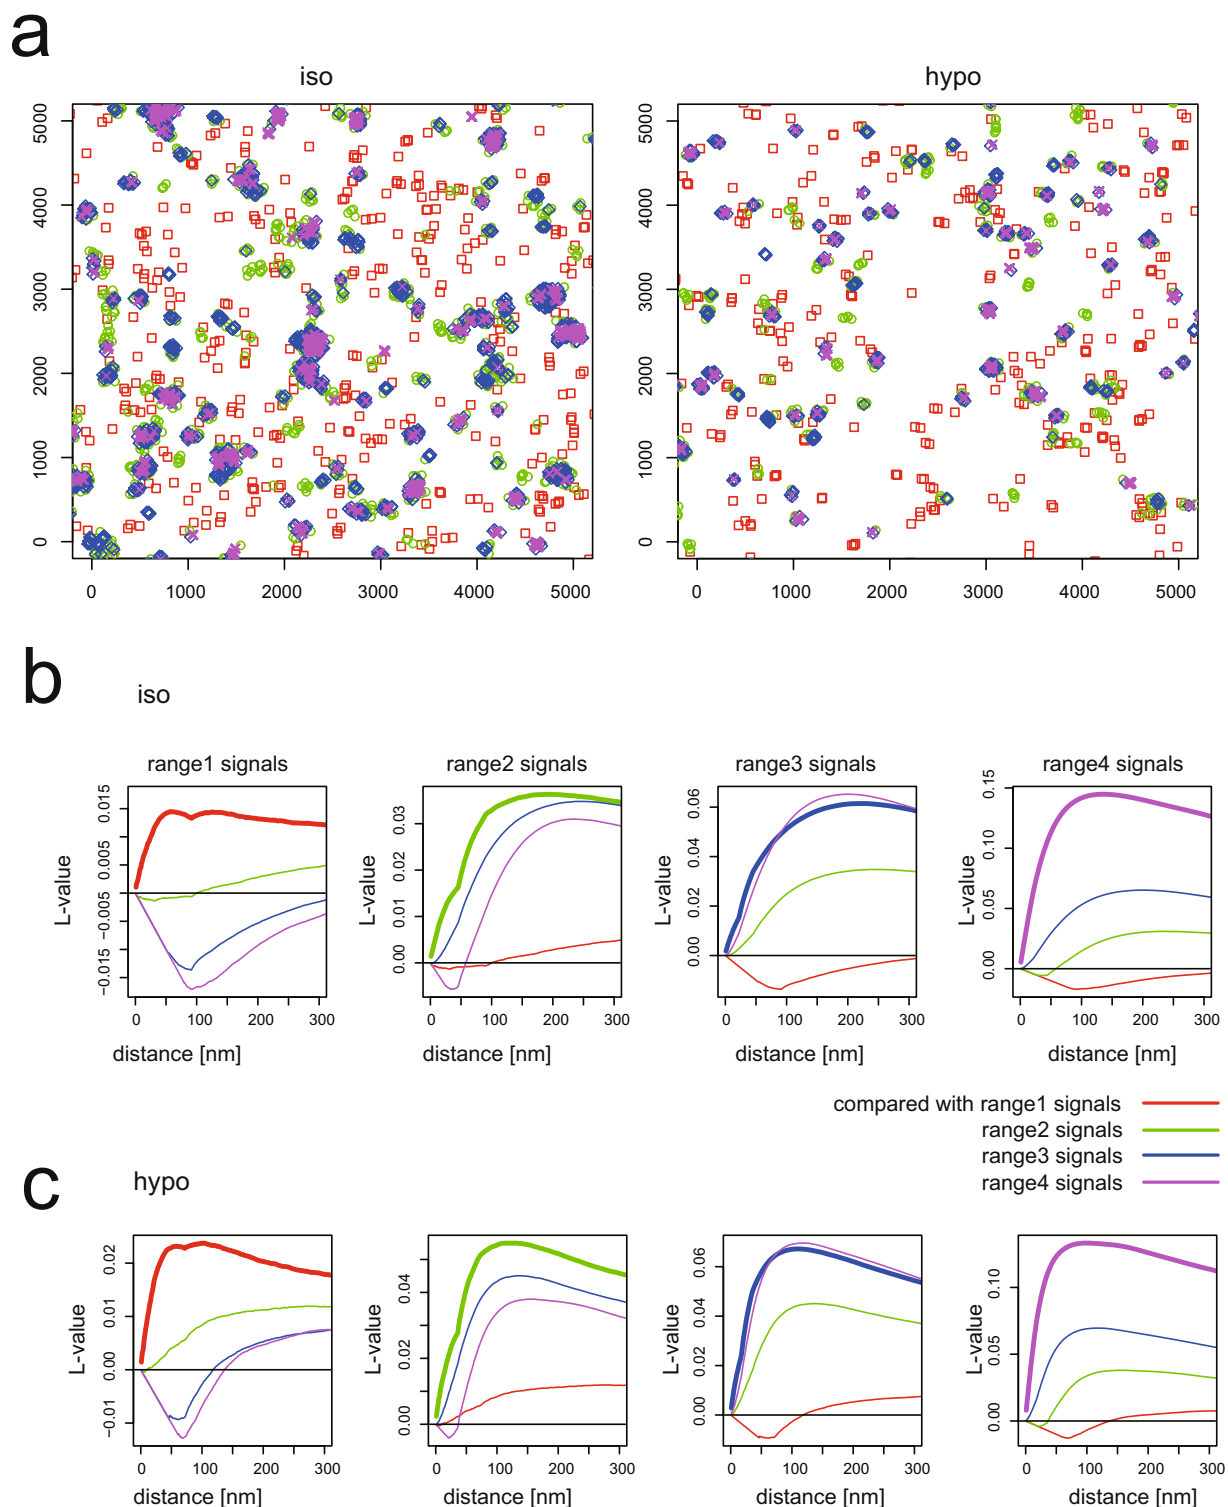 a
iso
hypo
5000
4000
3000
2000
1000
0
0 1000 2000 3000 4000 5000
5000
4000
3000
2000
1000
0
0 1000 2000 3000 4000 5000
b
iso
range1 signals
range2 signals
range3 signals
range4 signals
L-value
0.015
0.005
−0.005
−0.015
0 100 200 300
distance [nm]
L-value
0.03
0.02
0.01
0.00
0 100 200 300
distance [nm]
L-value
0.06
0.04
0.02
0.00
0 100 200 300
distance [nm]
L-value
0.15
0.10
0.05
0.00
0 100 200 300
distance [nm]
compared with range1 signals
range2 signals
range3 signals
range4 signals
c
hypo
L-value
0.02
0.01
0.00
−0.01
0 100 200 300
distance [nm]
L-value
0.04
0.02
0.00
0 100 200 300
distance [nm]
L-value
0.06
0.04
0.02
0.00
0 100 200 300
distance [nm]
L-value
0.10
0.05
0.00
0 100 200 300
distance [nm]